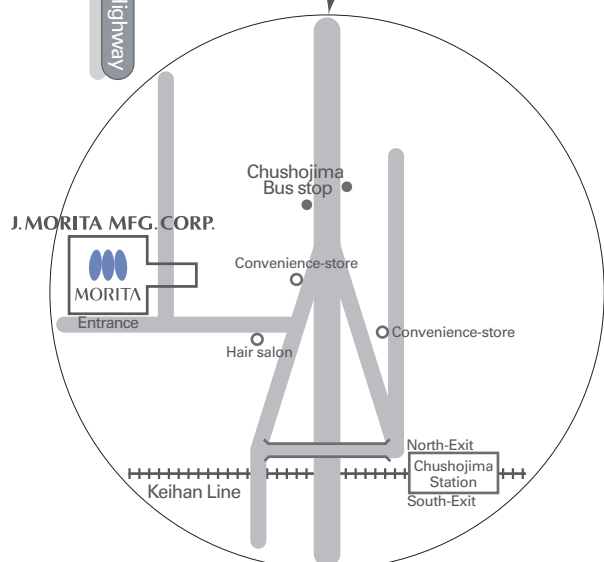 Highway
Chushojima
Bus stop
J.MORITA MFG.CORP.
MORITA
Entrance
Convenience-store
Hair salon
Convenience-store
North-Exit
Chushojima
Station
South-Exit
Keihan Line